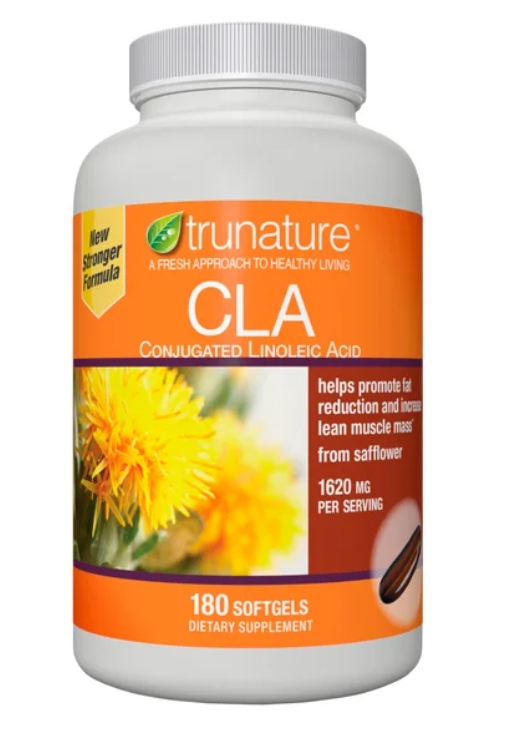 New
Stronger
Formula
trunature®
A FRESH APPROACH TO HEALTHY LIVING
CLA
CONJUGATED LINOLEIC ACID
helps promote fat
reduction and increas
lean muscle mass*
from safflower
1620 MG
PER SERVING
180 SOFTGELS
DIETARY SUPPLEMENT